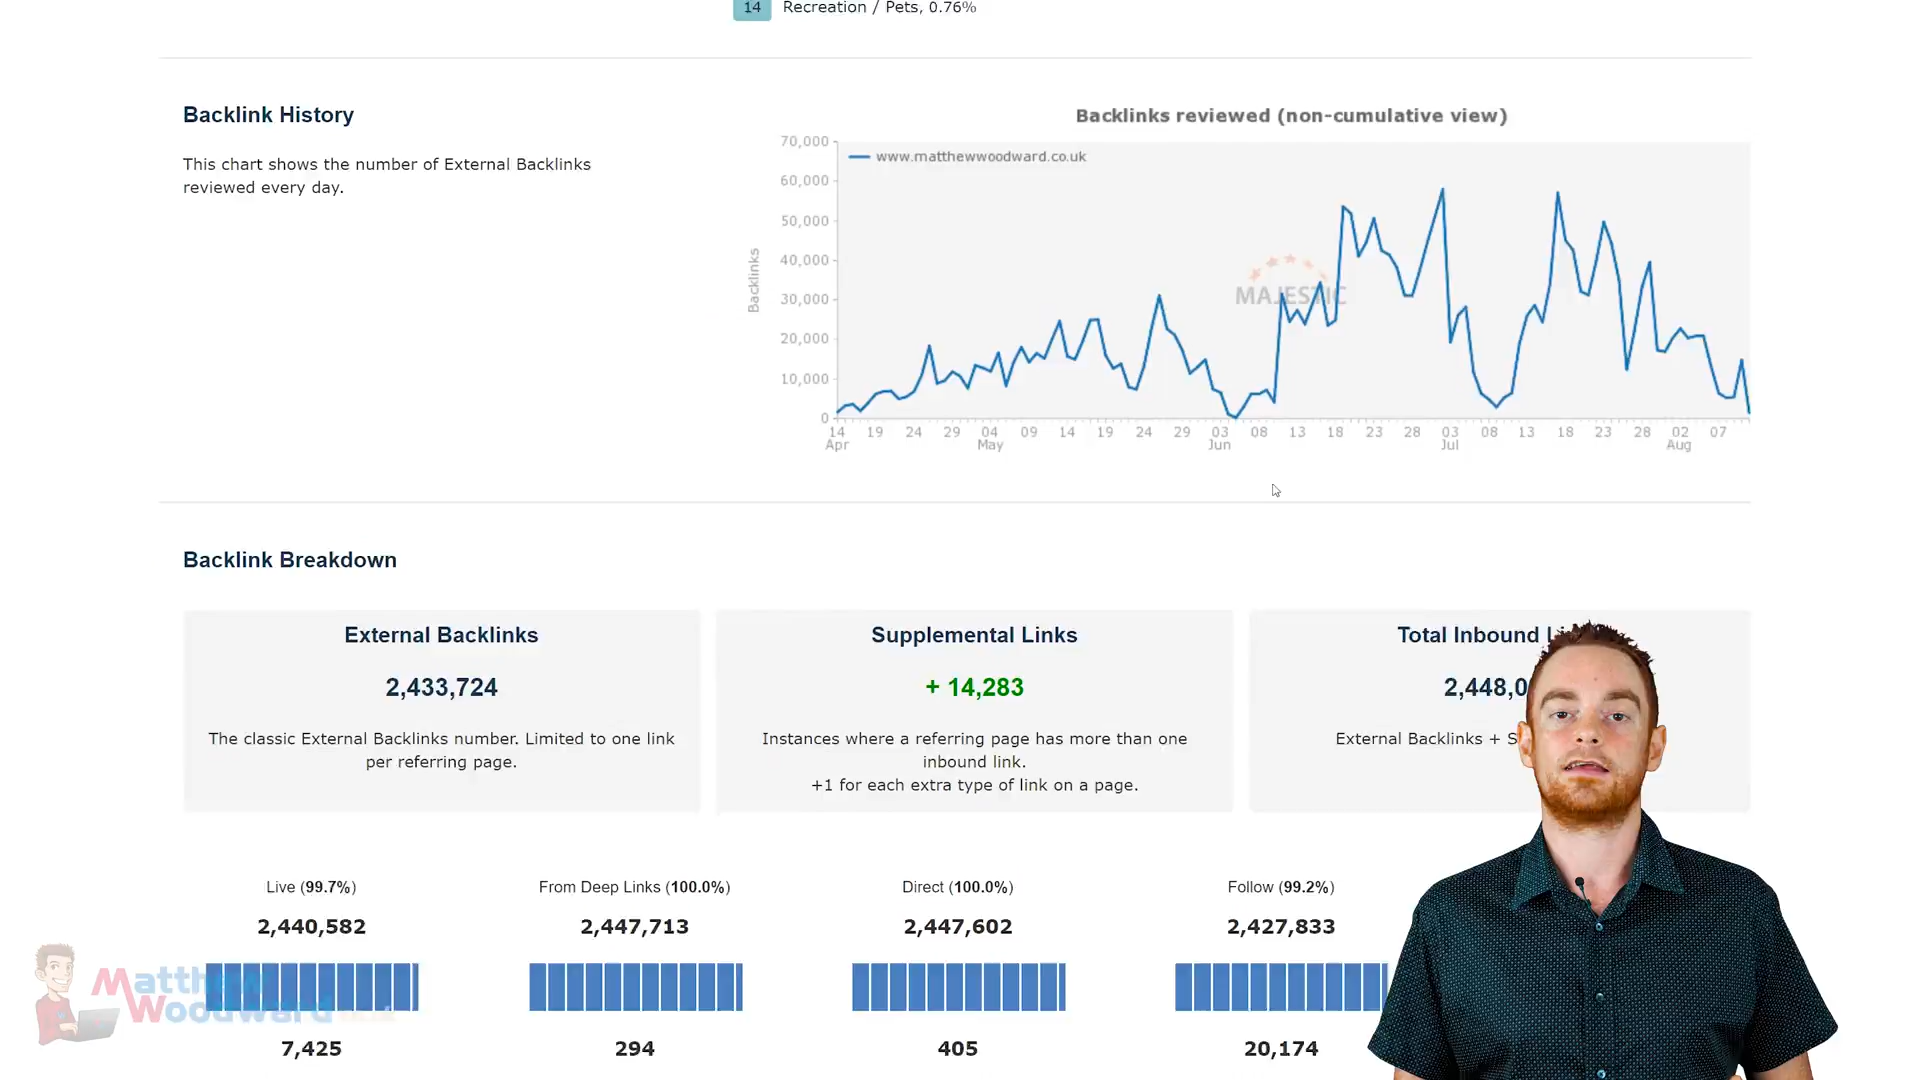 14 Recreation / Pets, 0.76%
Backlink History
This chart shows the number of External Backlinks
reviewed every day.
Backlinks reviewed (non-cumulative view)
www.matthewwoodward.co.uk
70,000
60,000
50,000
40,000
30,000
20,000
10,000
0
Backlinks
MAJESTIC
14 19 24 29 04 09 14 19 24 29 03 08 13 18 23 28 03 08 13 18 23 28 02 07
Apr May Jun Jul Aug
Backlink Breakdown
External Backlinks
2,433,724
The classic External Backlinks number. Limited to one link
per referring page.
Supplemental Links
+ 14,283
Instances where a referring page has more than one
inbound link.
+1 for each extra type of link on a page.
Total Inbound
2,448,0
External Backlinks + S
Live (99.7%)
2,440,582
7,425
From Deep Links (100.0%)
2,447,713
294
Direct (100.0%)
2,447,602
405
Follow (99.2%)
2,427,833
20,174
Matthew
Woodward